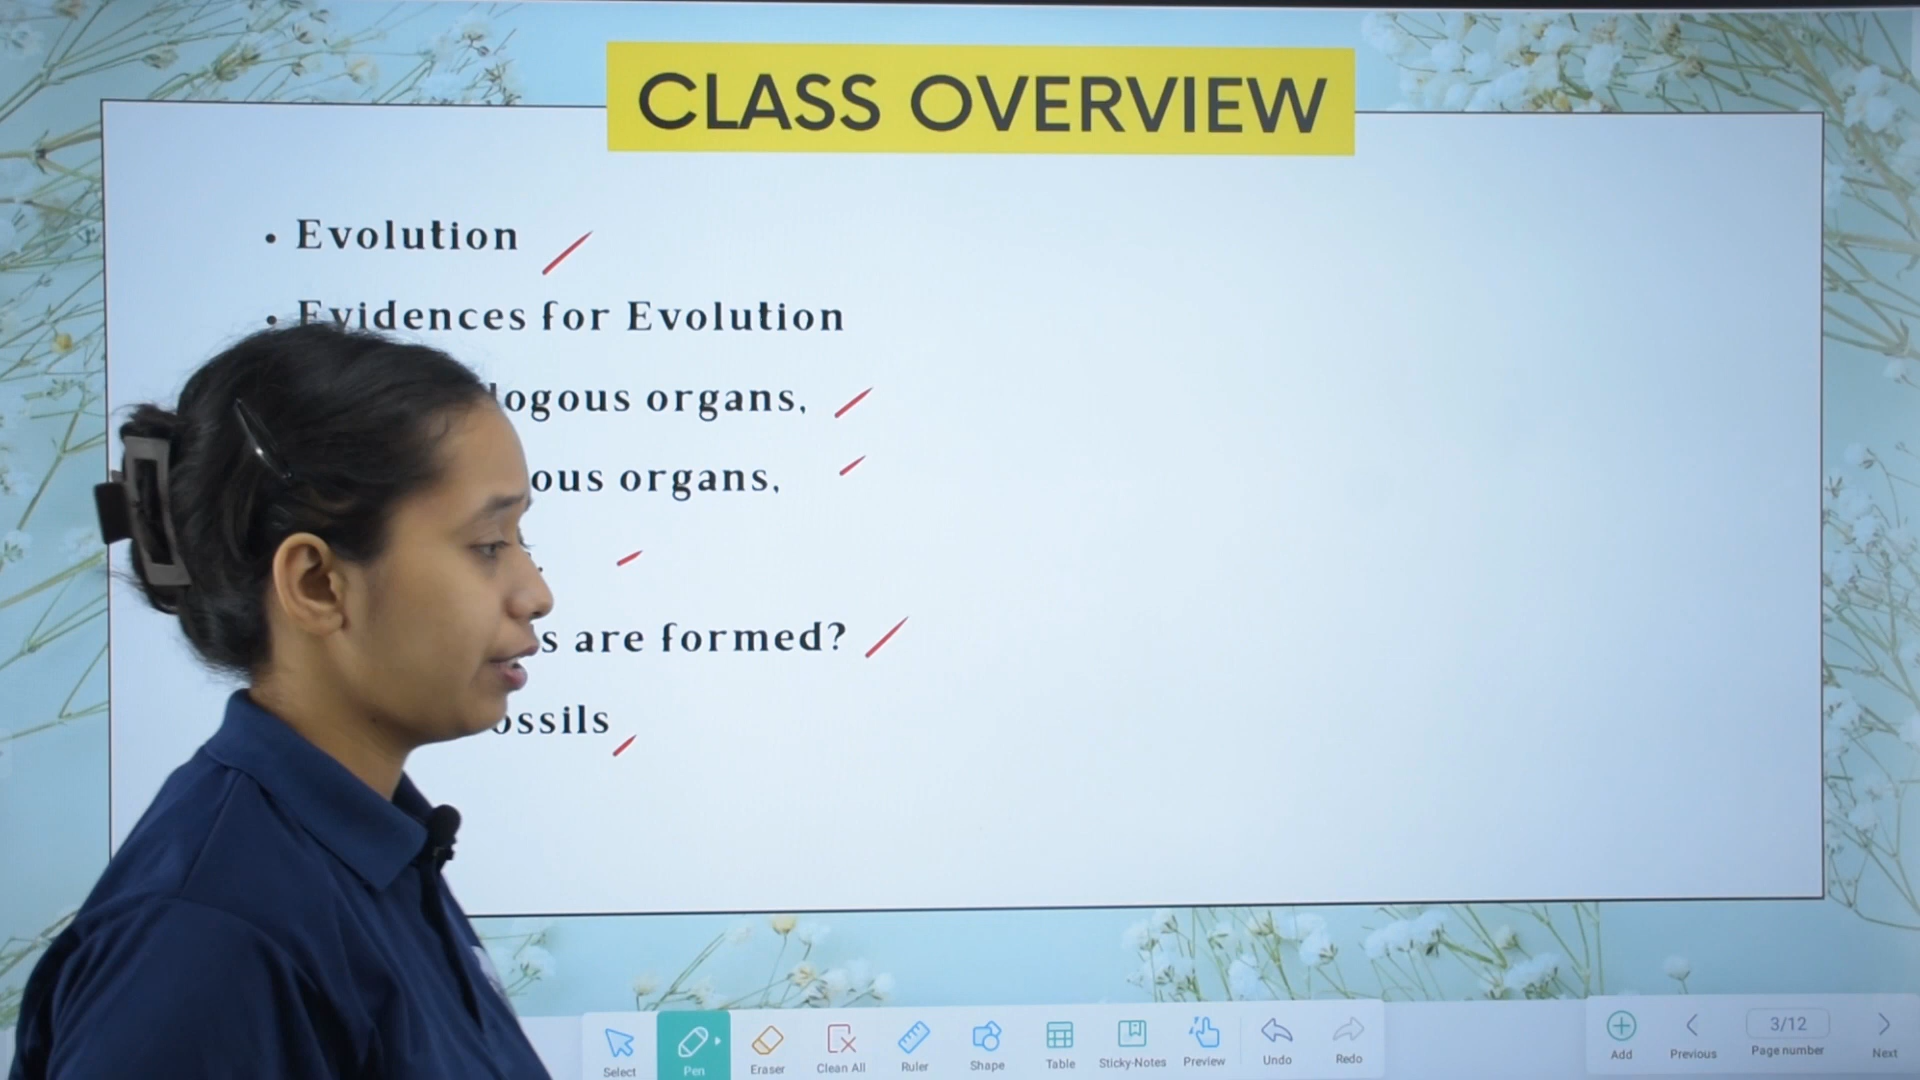 CLASS OVERVIEW
• Evolution
• Evidences for Evolution
logous organs,
ous organs,
s are formed?
ossils
Select
Pen
Eraser
Clean All
Ruler
Shape
Table
Sticky-Notes
Preview
Undo
Redo
Add
Previous
3/12
Page number
Next